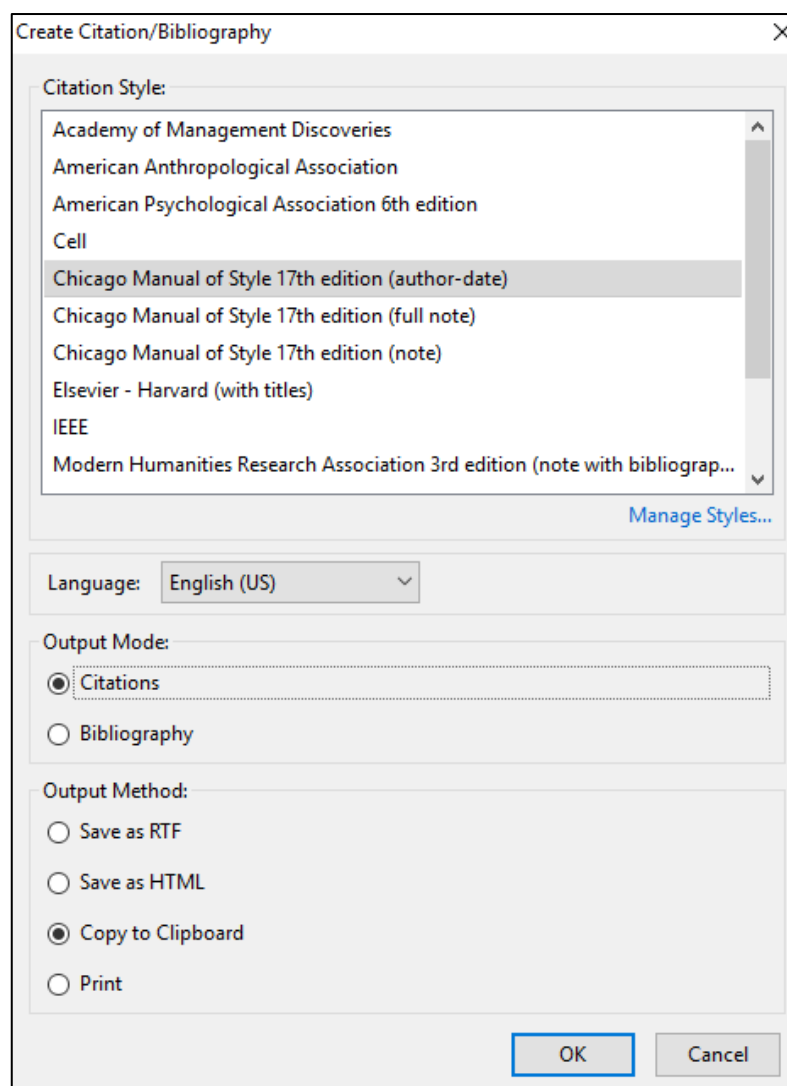 Create Citation/Bibliography
Citation Style:
Academy of Management Discoveries
American Anthropological Association
American Psychological Association 6th edition
Cell
Chicago Manual of Style 17th edition (author-date)
Chicago Manual of Style 17th edition (full note)
Chicago Manual of Style 17th edition (note)
Elsevier - Harvard (with titles)
IEEE
Modern Humanities Research Association 3rd edition (note with bibliograp...
Manage Styles...
Language: English (US)
Output Mode:
Citations
Bibliography
Output Method:
Save as RTF
Save as HTML
Copy to Clipboard
Print
OK Cancel